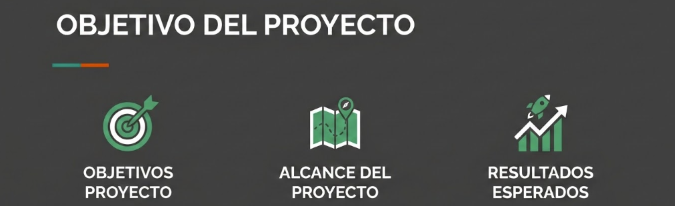 OBJETIVO DEL PROYECTO
OBJETIVOS
PROYECTO
ALCANCE DEL
PROYECTO
RESULTADOS
ESPERADOS